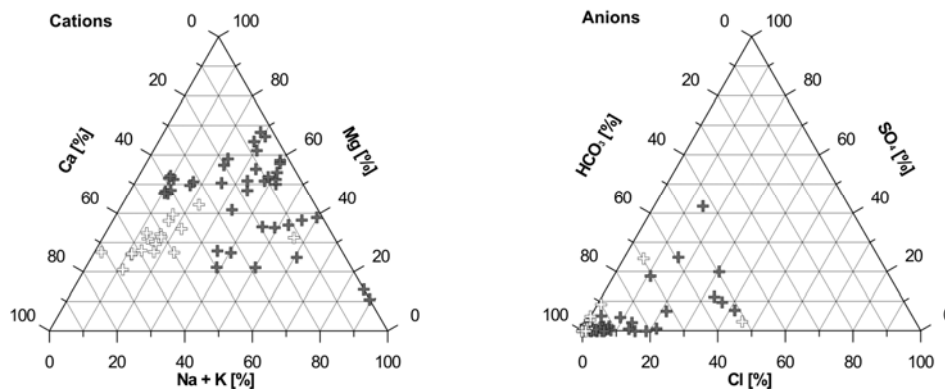 Cations
0 100
20 80
Ca [%] Mg [%]
40 60
60 40
80 20
100 0
0 20 40 60 80 100
Na + K [%]
Anions
0 100
20 80
HCO₃ [%] SO₄ [%]
40 60
60 40
80 20
100 0
0 20 40 60 80 100
Cl [%]